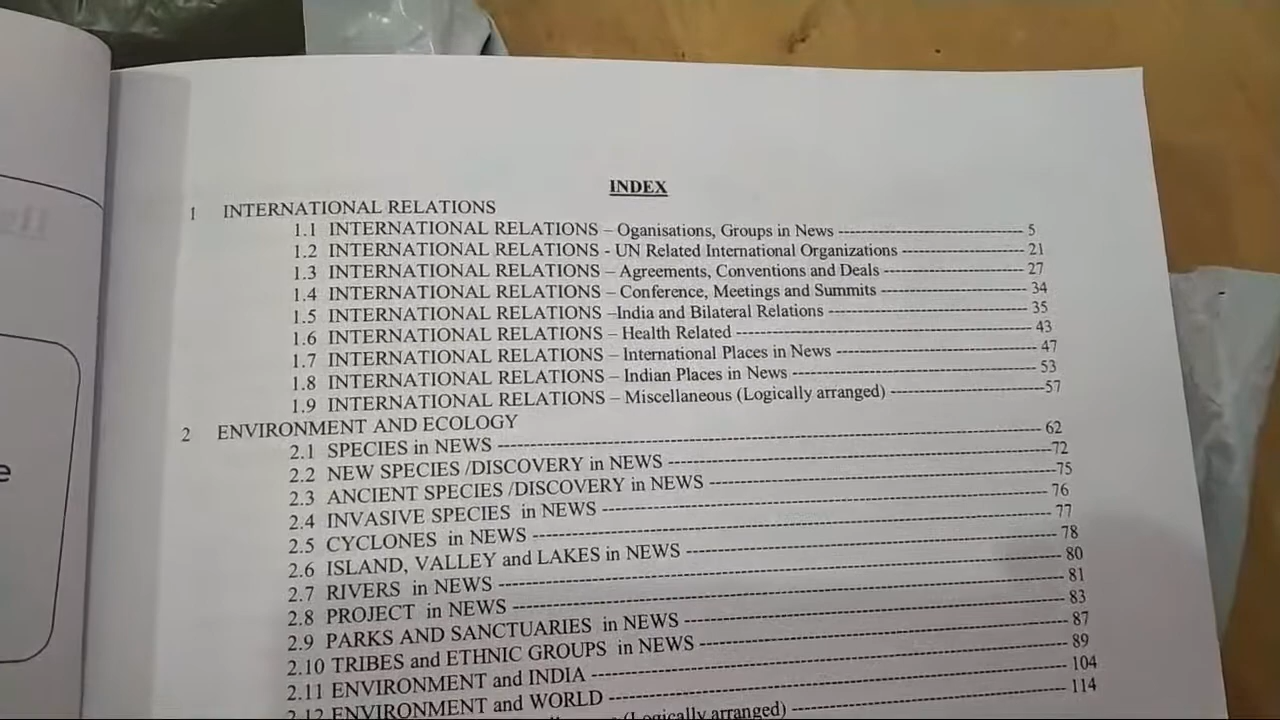 INDEX
1 INTERNATIONAL RELATIONS
1.1 INTERNATIONAL RELATIONS – Oganisations, Groups in News ---- 5
1.2 INTERNATIONAL RELATIONS - UN Related International Organizations ---- 21
1.3 INTERNATIONAL RELATIONS – Agreements, Conventions and Deals ---- 27
1.4 INTERNATIONAL RELATIONS – Conference, Meetings and Summits ---- 34
1.5 INTERNATIONAL RELATIONS –India and Bilateral Relations ---- 35
1.6 INTERNATIONAL RELATIONS – Health Related ---- 43
1.7 INTERNATIONAL RELATIONS – International Places in News ---- 47
1.8 INTERNATIONAL RELATIONS – Indian Places in News ---- 53
1.9 INTERNATIONAL RELATIONS – Miscellaneous (Logically arranged) ---- 57
2 ENVIRONMENT AND ECOLOGY
2.1 SPECIES in NEWS ---- 62
2.2 NEW SPECIES /DISCOVERY in NEWS ---- 72
2.3 ANCIENT SPECIES /DISCOVERY in NEWS ---- 75
2.4 INVASIVE SPECIES in NEWS ---- 76
2.5 CYCLONES in NEWS ---- 77
2.6 ISLAND, VALLEY and LAKES in NEWS ---- 78
2.7 RIVERS in NEWS ---- 80
2.8 PROJECT in NEWS ---- 81
2.9 PARKS AND SANCTUARIES in NEWS ---- 83
2.10 TRIBES and ETHNIC GROUPS in NEWS ---- 87
2.11 ENVIRONMENT and INDIA ---- 89
2.12 ENVIRONMENT and WORLD ---- 104
(Logically arranged) ---- 114